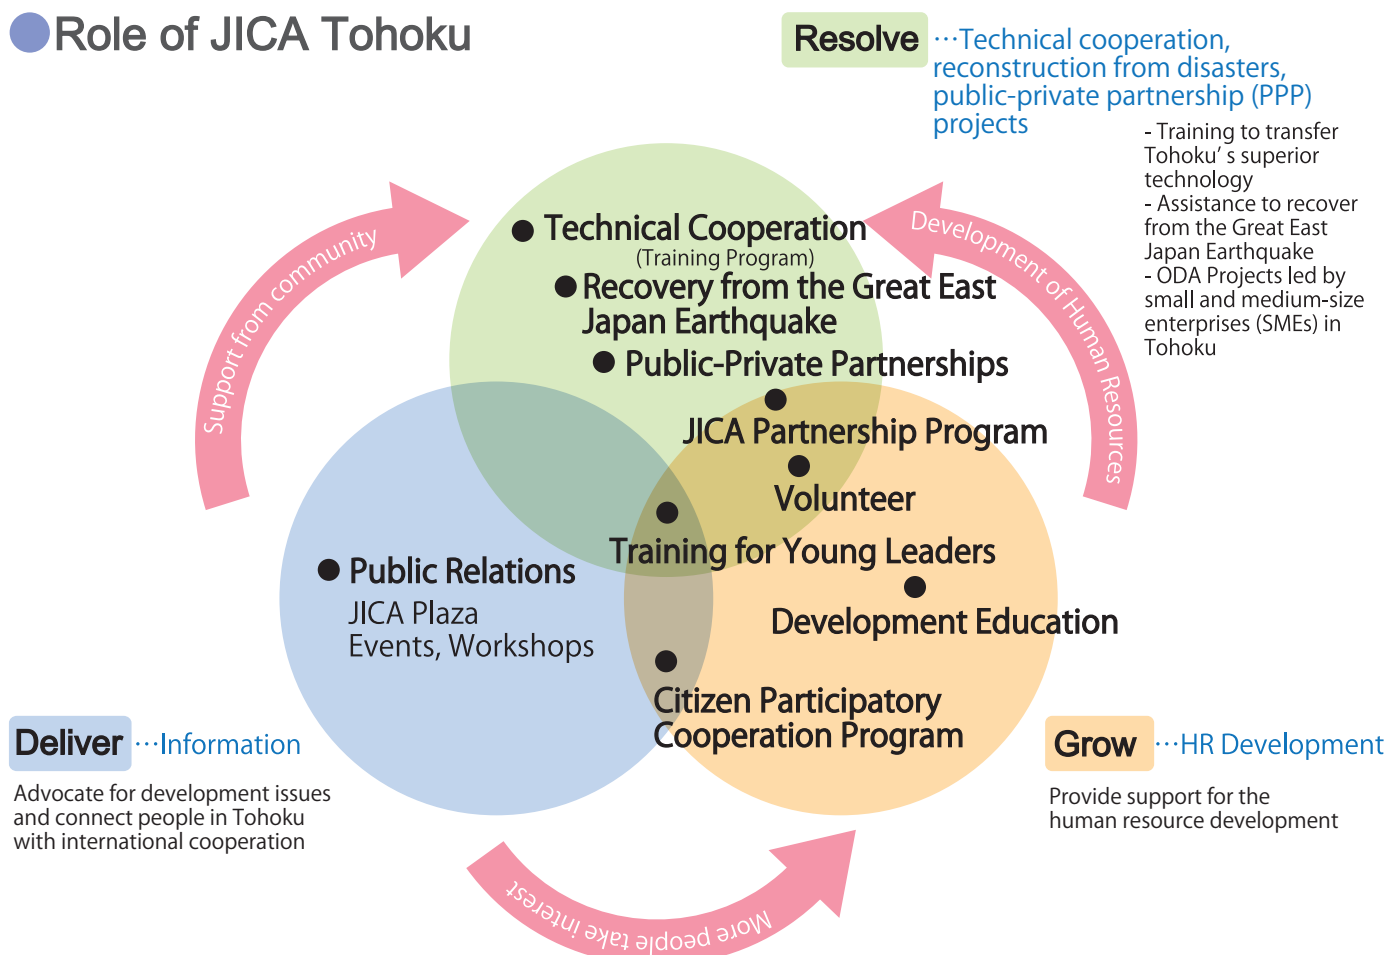 Role of JICA Tohoku
Resolve …Technical cooperation,
reconstruction from disasters,
public-private partnership (PPP)
projects
- Training to transfer
Tohoku' s superior
technology
- Assistance to recover
from the Great East
Japan Earthquake
- ODA Projects led by
small and medium-size
enterprises (SMEs) in
Tohoku
Support from community
Development of Human Resources
● Technical Cooperation
(Training Program)
● Recovery from the Great East
Japan Earthquake
● Public-Private Partnerships
● JICA Partnership Program
● Volunteer
● Training for Young Leaders
● Public Relations
JICA Plaza
Events, Workshops
● Development Education
● Citizen Participatory
Cooperation Program
Deliver …Information
Advocate for development issues
and connect people in Tohoku
with international cooperation
Grow …HR Development
Provide support for the
human resource development
More people take interest